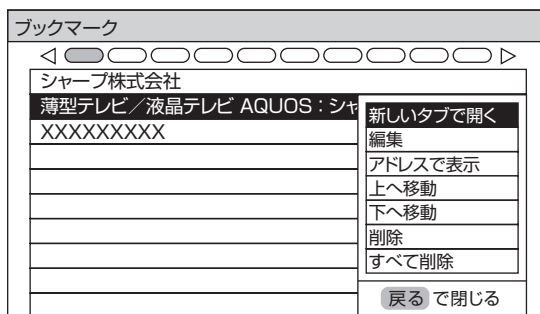 ブックマーク
シャープ株式会社
薄型テレビ／液晶テレビ AQUOS：シャ
XXXXXXXXX
新しいタブで開く
編集
アドレスで表示
上へ移動
下へ移動
削除
すべて削除
戻る で閉じる